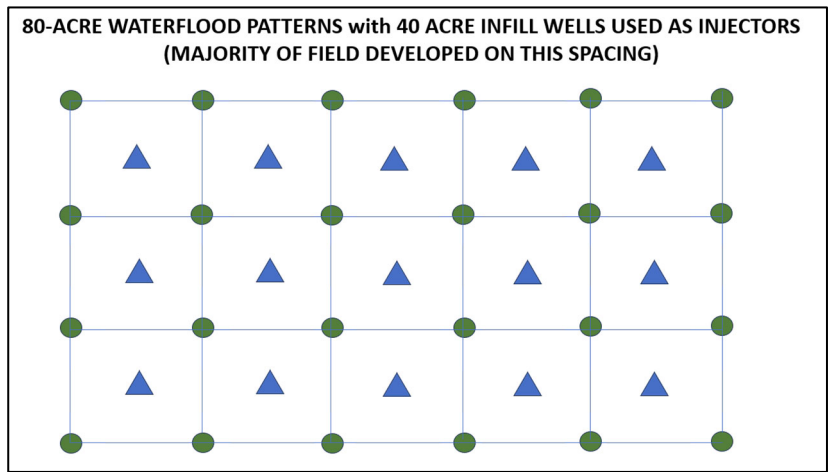 80-ACRE WATERFLOOD PATTERNS with 40 ACRE INFILL WELLS USED AS INJECTORS
(MAJORITY OF FIELD DEVELOPED ON THIS SPACING)